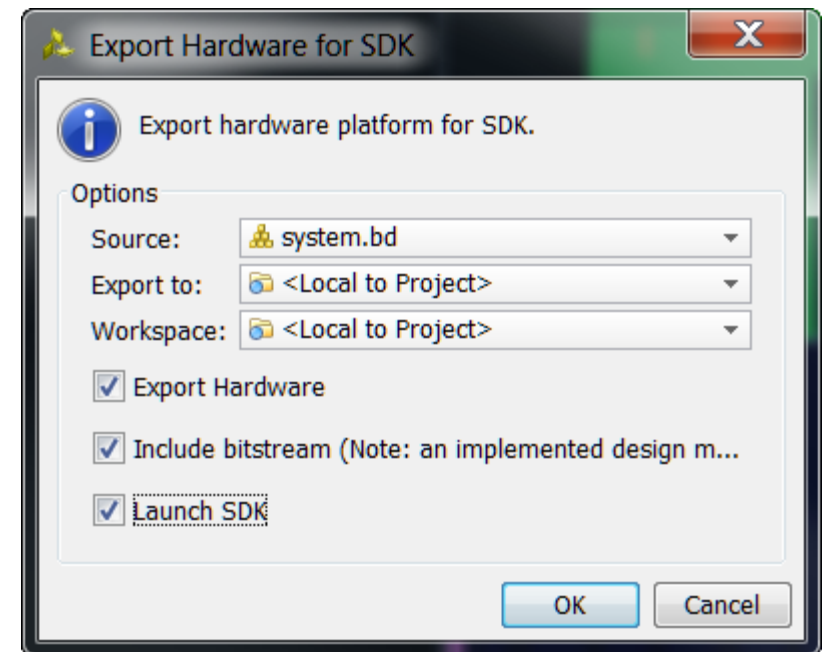 Export Hardware for SDK
Export hardware platform for SDK.
Options
Source: system.bd
Export to: <Local to Project>
Workspace: <Local to Project>
Export Hardware
Include bitstream (Note: an implemented design m...
Launch SDK
OK Cancel